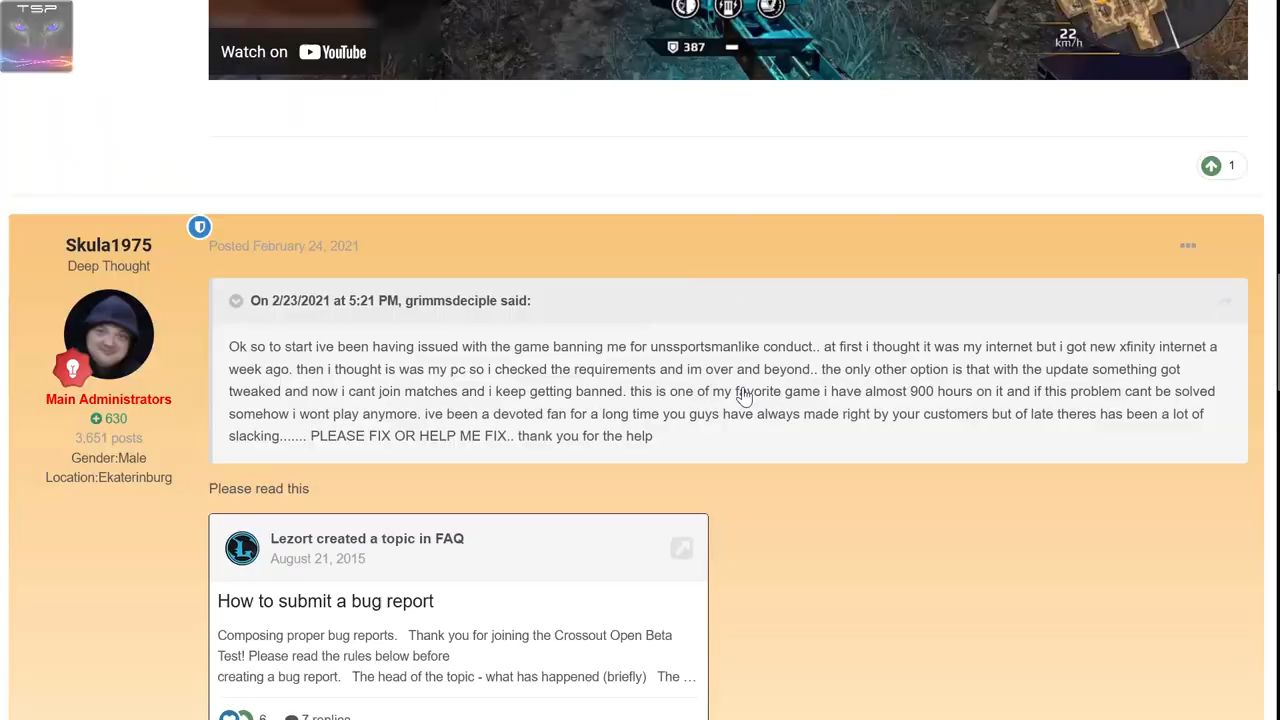 TSP
Watch on YouTube
387
22
km/h
1
Skula1975
Deep Thought
Main Administrators
630
3,651 posts
Gender:Male
Location:Ekaterinburg
Posted February 24, 2021
On 2/23/2021 at 5:21 PM, grimmsdeciple said:
Ok so to start ive been having issued with the game banning me for unssportsmanlike conduct.. at first i thought it was my internet but i got new xfinity internet a
week ago. then i thought is was my pc so i checked the requirements and im over and beyond.. the only other option is that with the update something got
tweaked and now i cant join matches and i keep getting banned. this is one of my favorite game i have almost 900 hours on it and if this problem cant be solved
somehow i wont play anymore. ive been a devoted fan for a long time you guys have always made right by your customers but of late theres has been a lot of
slacking....... PLEASE FIX OR HELP ME FIX.. thank you for the help
Please read this
Lezort created a topic in FAQ
August 21, 2015
How to submit a bug report
Composing proper bug reports. Thank you for joining the Crossout Open Beta
Test! Please read the rules below before
creating a bug report. The head of the topic - what has happened (briefly) The ...
6 7 replies